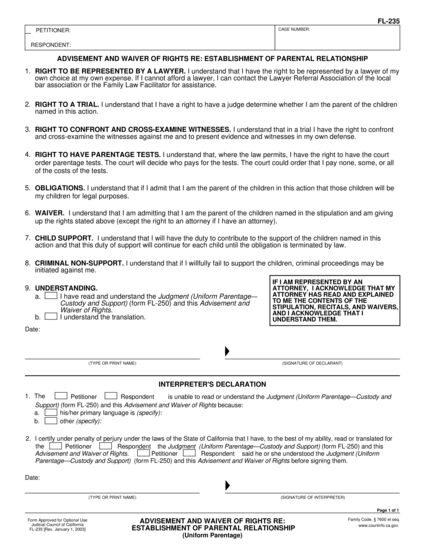 FL-235
PETITIONER:
CASE NUMBER:
RESPONDENT:
ADVISEMENT AND WAIVER OF RIGHTS RE: ESTABLISHMENT OF PARENTAL RELATIONSHIP
1. RIGHT TO BE REPRESENTED BY A LAWYER. I understand that I have the right to be represented by a lawyer of my
own choice at my own expense. If I cannot afford a lawyer, I can contact the Lawyer Referral Association of the local
bar association or the Family Law Facilitator for assistance.
2. RIGHT TO A TRIAL. I understand that I have a right to have a judge determine whether I am the parent of the children
named in this action.
3. RIGHT TO CONFRONT AND CROSS-EXAMINE WITNESSES. I understand that in a trial I have the right to confront
and cross-examine the witnesses against me and to present evidence and witnesses in my own defense.
4. RIGHT TO HAVE PARENTAGE TESTS. I understand that, where the law permits, I have the right to have the court
order parentage tests. The court will decide who pays for the tests. The court could order that I pay none, some, or all
of the costs of the tests.
5. OBLIGATIONS. I understand that if I admit that I am the parent of the children in this action that those children will be
my children for legal purposes.
6. WAIVER. I understand that I am admitting that I am the parent of the children named in the stipulation and am giving
up the rights stated above (except the right to an attorney if I have an attorney).
7. CHILD SUPPORT. I understand that I will have the duty to contribute to the support of the children named in this
action and that this duty of support will continue for each child until the obligation is terminated by law.
8. CRIMINAL NON-SUPPORT. I understand that if I willfully fail to support the children, criminal proceedings may be
initiated against me.
9. UNDERSTANDING.
a. I have read and understand the Judgment (Uniform Parentage—
Custody and Support) (form FL-250) and this Advisement and
Waiver of Rights.
b. I understand the translation.
IF I AM REPRESENTED BY AN
ATTORNEY, I ACKNOWLEDGE THAT MY
ATTORNEY HAS READ AND EXPLAINED
TO ME THE CONTENTS OF THE
STIPULATION, RECITALS, AND WAIVERS,
AND I ACKNOWLEDGE THAT I
UNDERSTAND THEM.
Date:
(TYPE OR PRINT NAME)
(SIGNATURE OF DECLARANT)
INTERPRETER'S DECLARATION
1. The Petitioner Respondent is unable to read or understand the Judgment (Uniform Parentage—Custody and
Support) (form FL-250) and this Advisement and Waiver of Rights because:
a. his/her primary language is (specify):
b. other (specify):
2. I certify under penalty of perjury under the laws of the State of California that I have, to the best of my ability, read or translated for
the Petitioner Respondent the Judgment (Uniform Parentage—Custody and Support) (form FL-250) and this
Advisement and Waiver of Rights. Petitioner Respondent said he or she understood the Judgment (Uniform
Parentage—Custody and Support) (form FL-250) and this Advisement and Waiver of Rights before signing them.
Date:
(TYPE OR PRINT NAME)
(SIGNATURE OF INTERPRETER)
Page 1 of 1
Form Approved for Optional Use
Judicial Council of California
FL-235 [Rev. January 1, 2003]
ADVISEMENT AND WAIVER OF RIGHTS RE:
ESTABLISHMENT OF PARENTAL RELATIONSHIP
(Uniform Parentage)
Family Code, § 7600 et seq.
www.courtinfo.ca.gov